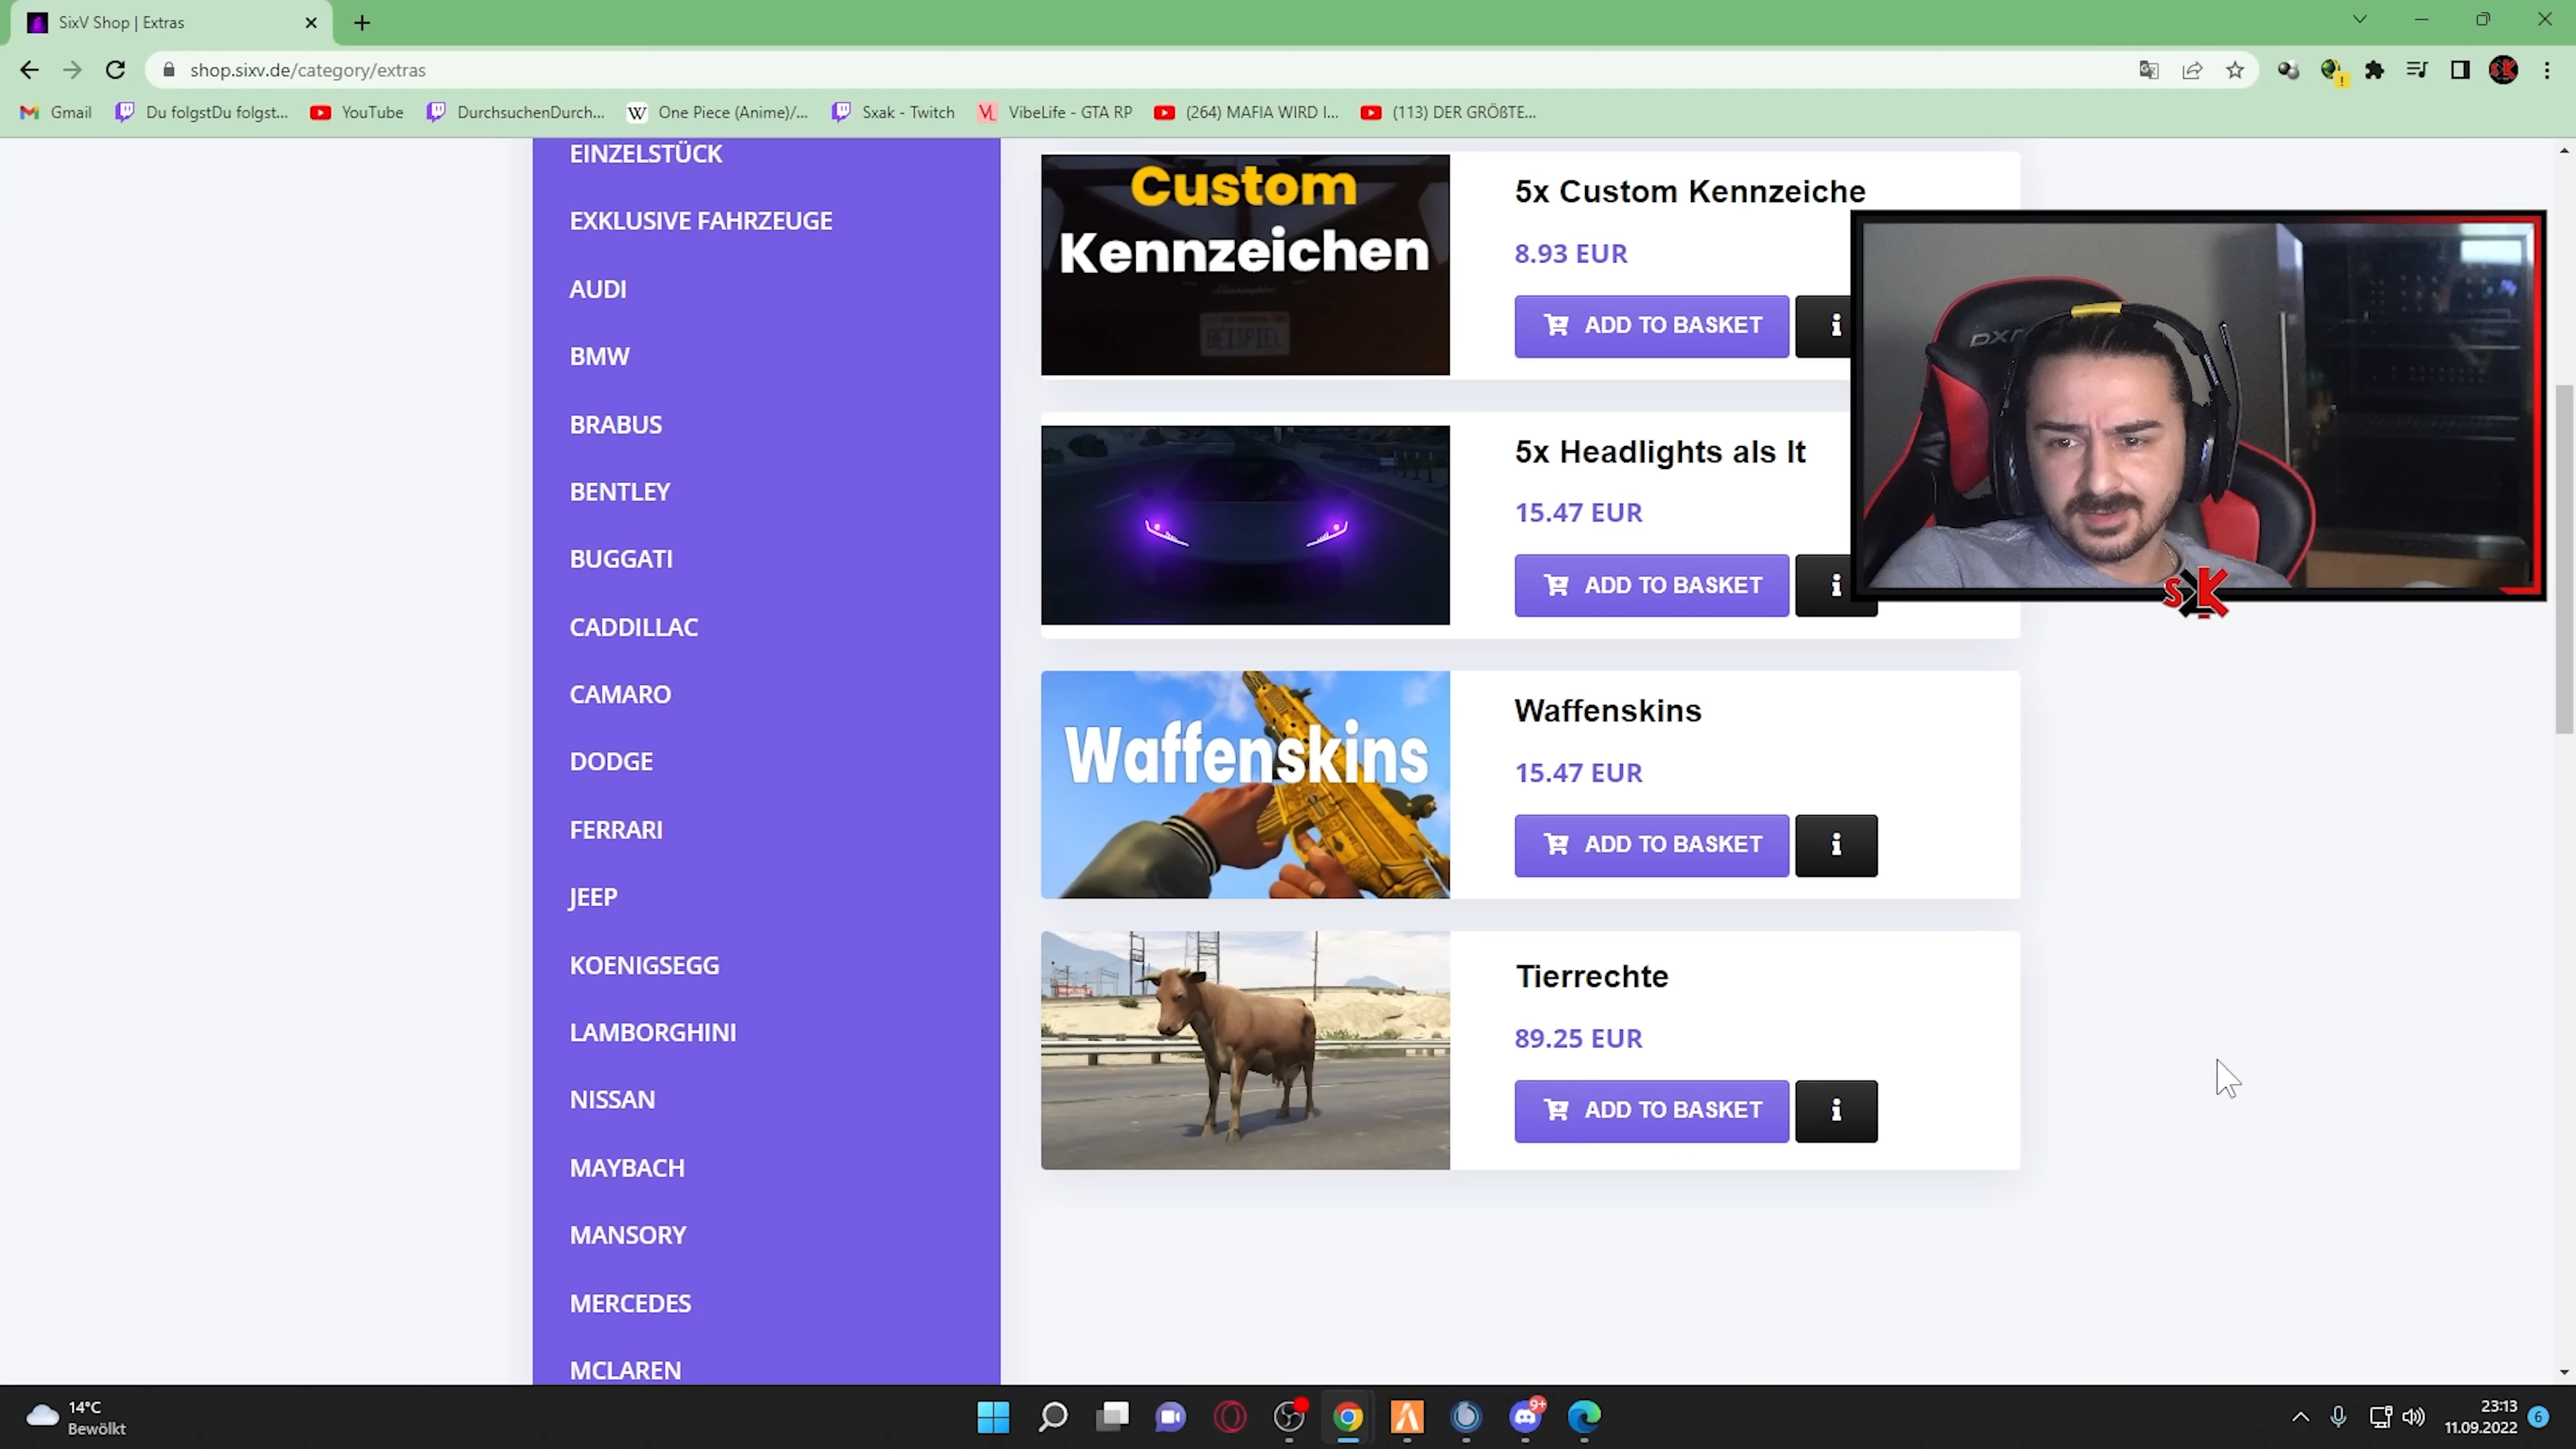 SixV Shop | Extras
shop.sixv.de/category/extras
Gmail
Du folgstDu folgst...
YouTube
DurchsuchenDurch...
W
One Piece (Anime)/...
Sxak - Twitch
VL
VibeLife - GTA RP
(264) MAFIA WIRD I...
(113) DER GRÖßTE...
EINZELSTÜCK
EXKLUSIVE FAHRZEUGE
AUDI
BMW
BRABUS
BENTLEY
BUGGATI
CADDILLAC
CAMARO
DODGE
FERRARI
JEEP
KOENIGSEGG
LAMBORGHINI
NISSAN
MAYBACH
MANSORY
MERCEDES
MCLAREN
Custom
Kennzeichen
BEISPIEL
5x Custom Kennzeiche
8.93 EUR
ADD TO BASKET
i
5x Headlights als It
15.47 EUR
ADD TO BASKET
i
Waffenskins
Waffenskins
15.47 EUR
ADD TO BASKET
i
Tierrechte
89.25 EUR
ADD TO BASKET
i
SK
14°C
Bewölkt
9+
23:13
11.09.2022
6